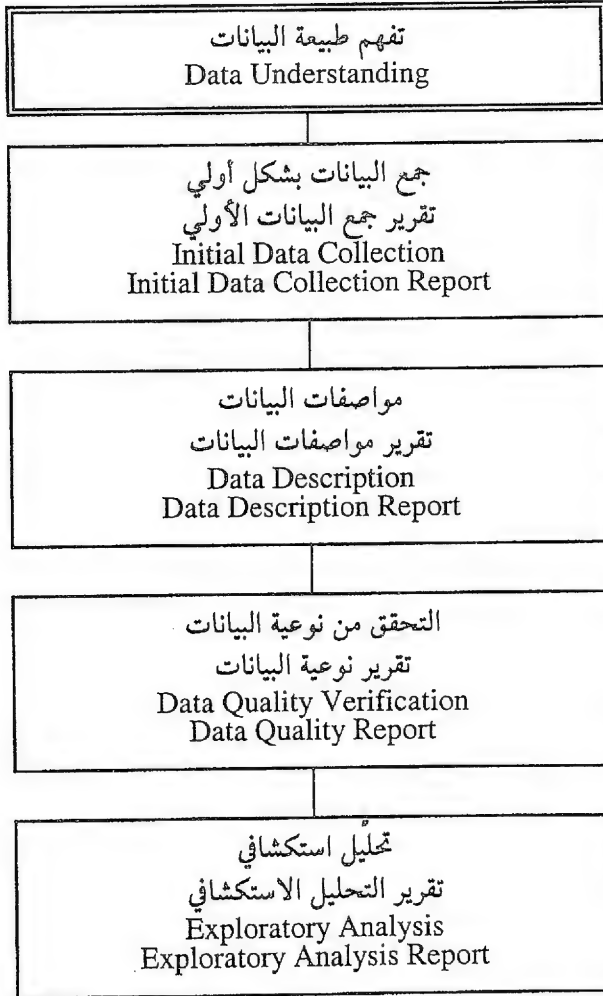 تفهم طبيعة البيانات
Data Understanding
جمع البيانات بشكل أولي
تقرير جمع البيانات الأولي
Initial Data Collection
Initial Data Collection Report
مواصفات البيانات
تقرير مواصفات البيانات
Data Description
Data Description Report
التحقق من نوعية البيانات
تقرير نوعية البيانات
Data Quality Verification
Data Quality Report
تحليل استكشافي
تقرير التحليل الاستكشافي
Exploratory Analysis
Exploratory Analysis Report